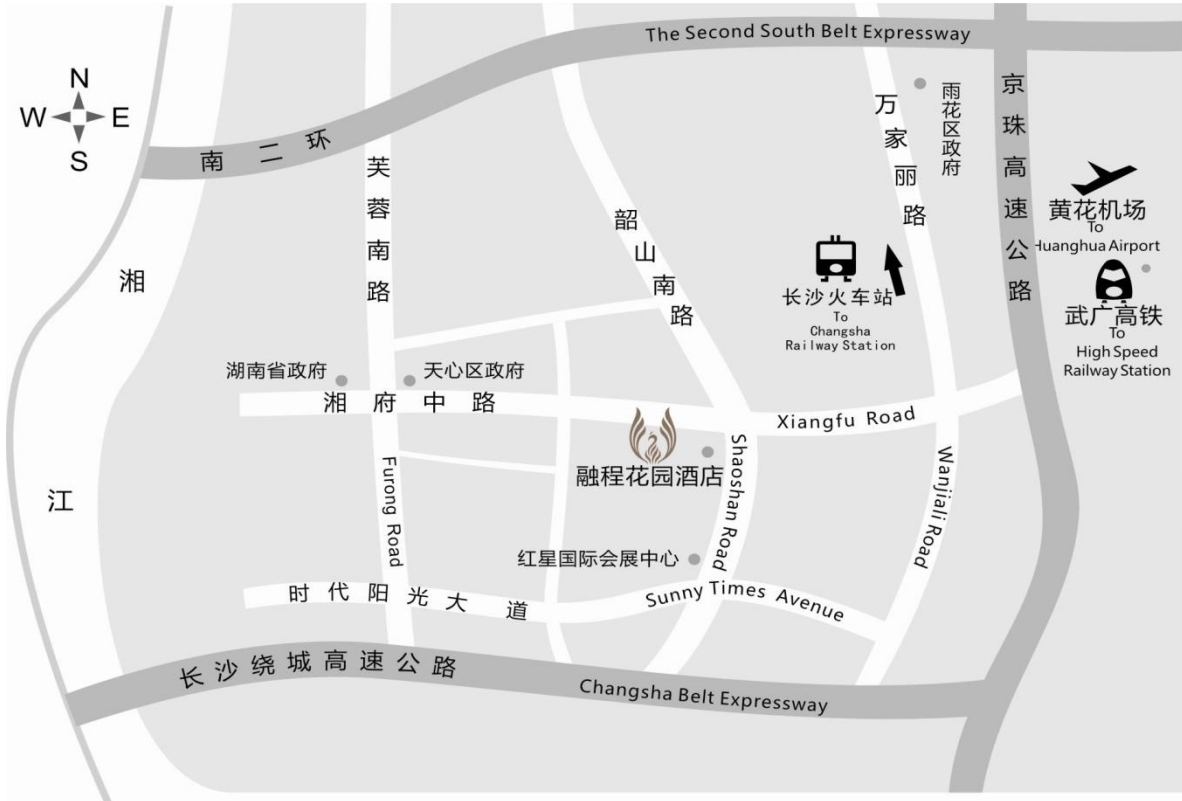 The Second South Belt Expressway
N
W E
S
南二环
芙蓉南路
韶山南路
万家丽路
雨花区政府
京珠高速公路
黄花机场
To
Huanghua Airport
武广高铁
To
High Speed
Railway Station
长沙火车站
To
Changsha
Railway Station
湘江
湖南省政府
天心区政府
湘府中路
Xiangfu Road
融程花园酒店
Furong Road
Shaoshan Road
Wanjiali Road
红星国际会展中心
时代阳光大道
Sunny Times Avenue
长沙绕城高速公路
Changsha Belt Expressway